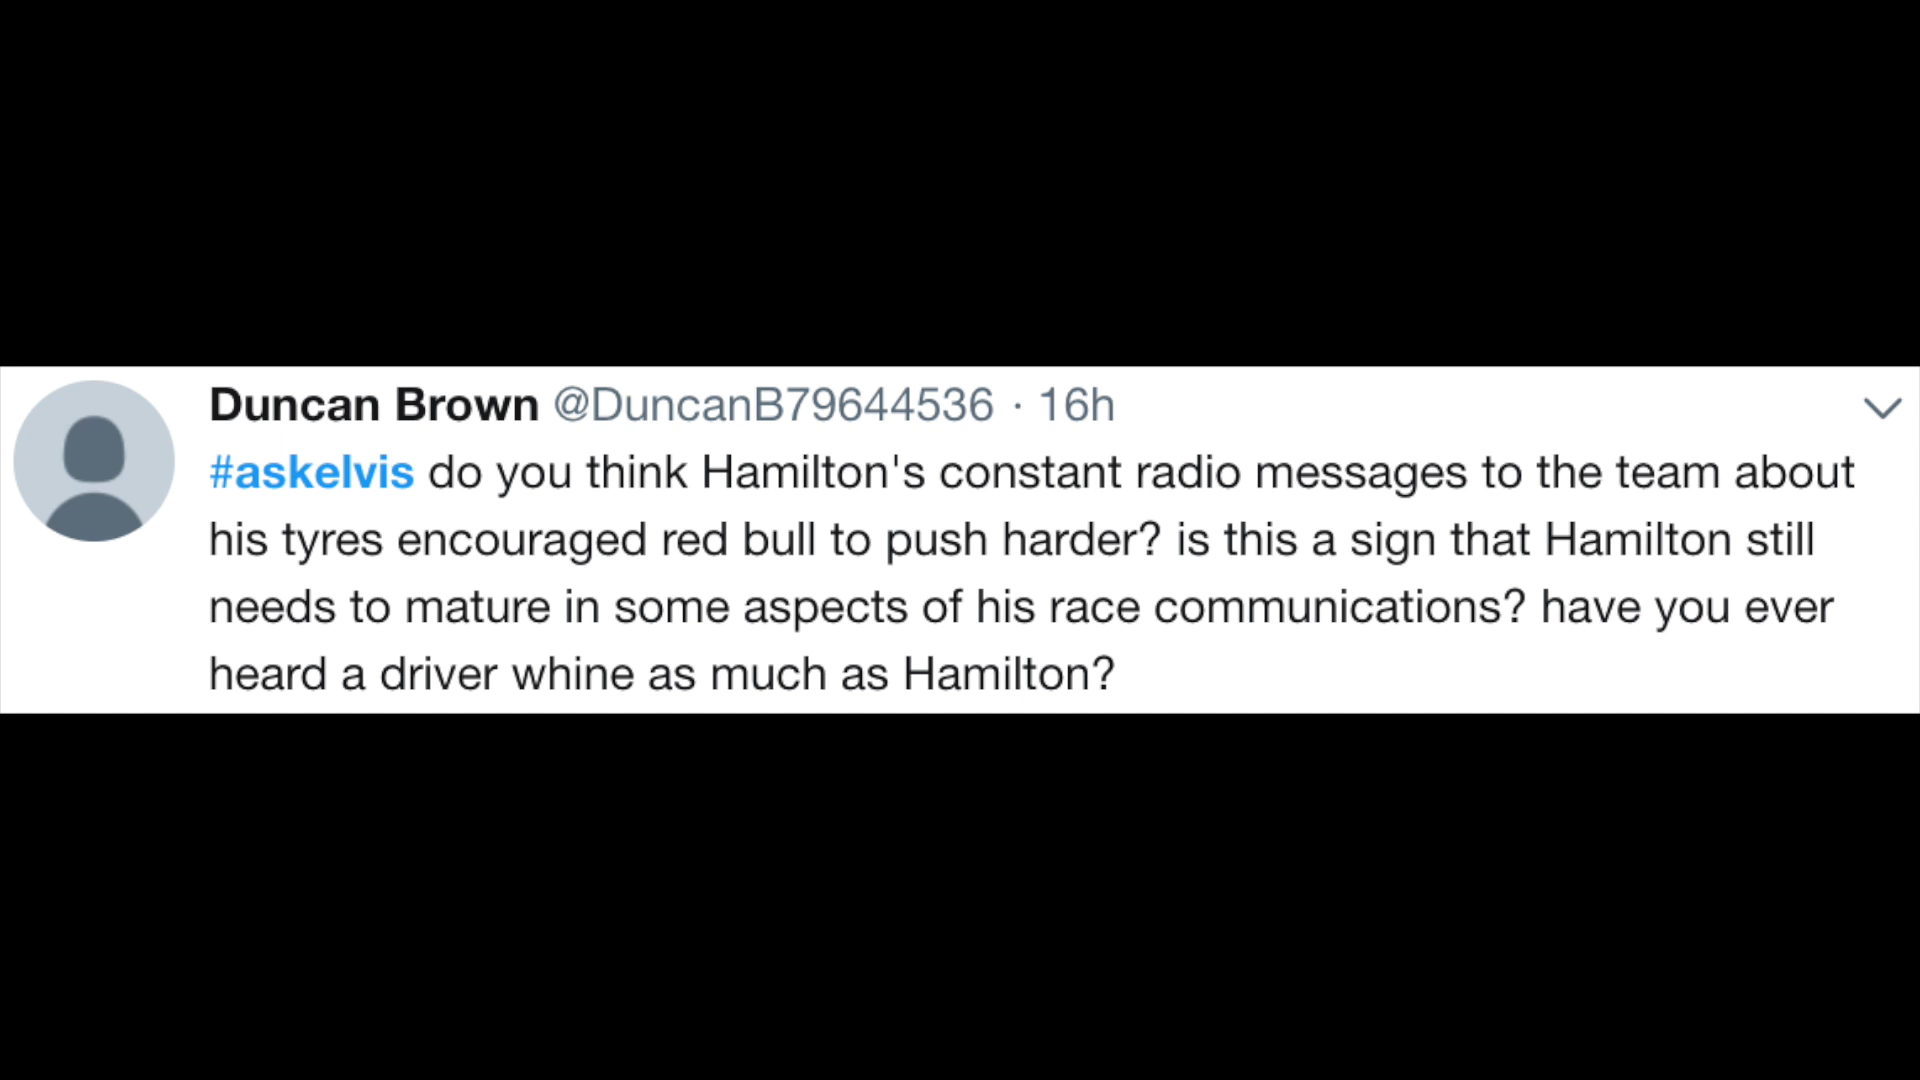 Duncan Brown @DuncanB79644536 · 16h
#askelvis do you think Hamilton's constant radio messages to the team about
his tyres encouraged red bull to push harder? is this a sign that Hamilton still
needs to mature in some aspects of his race communications? have you ever
heard a driver whine as much as Hamilton?